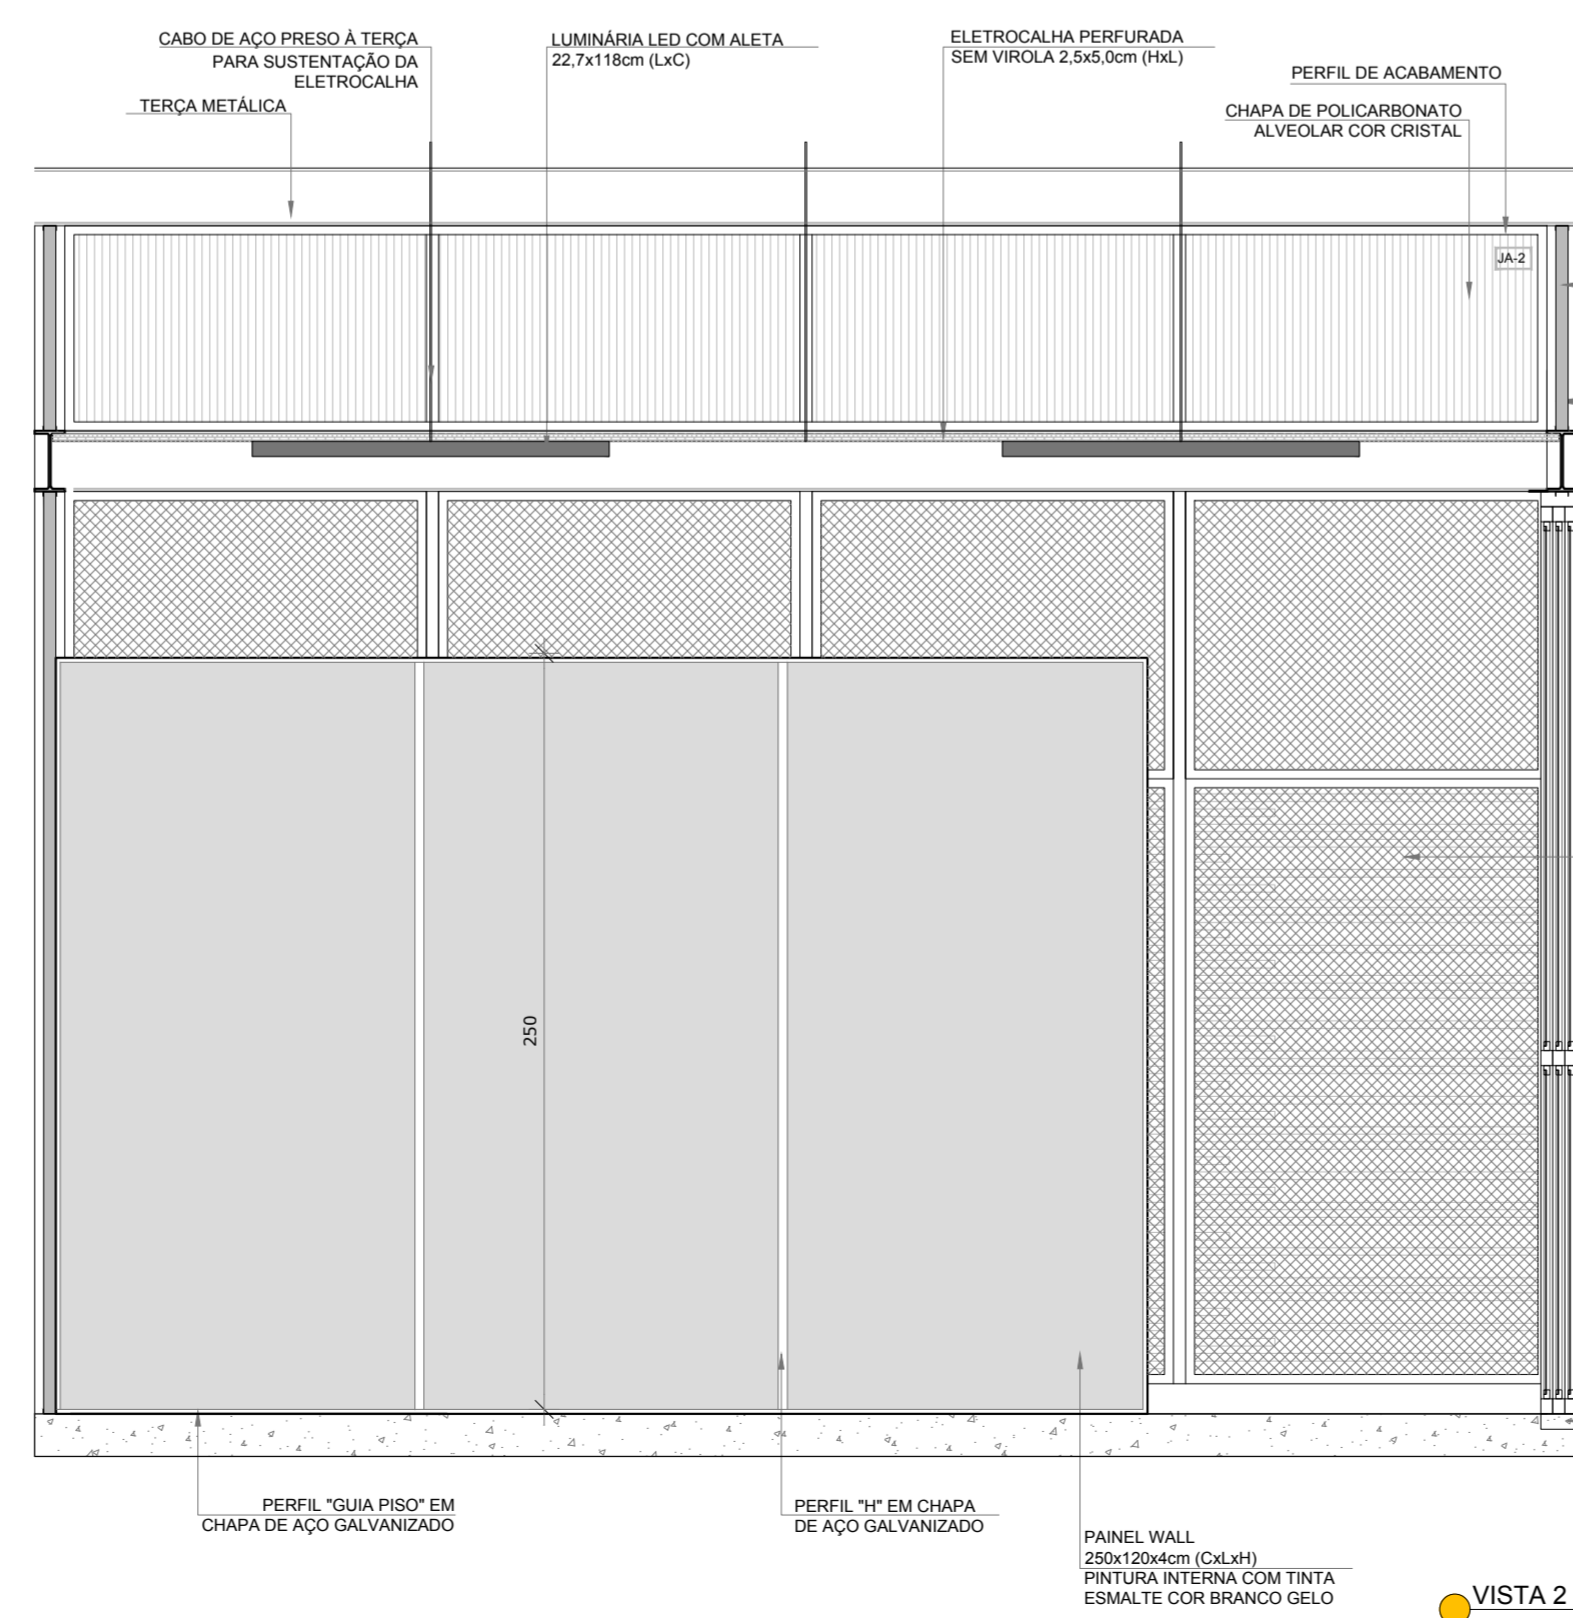 CABO DE AÇO PRESO À TERÇA
PARA SUSTENTAÇÃO DA
ELETROCALHA
TERÇA METÁLICA
LUMINÁRIA LED COM ALETA
22,7x118cm (LxC)
ELETROCALHA PERFURADA
SEM VIROLA 2,5x5,0cm (HxL)
PERFIL DE ACABAMENTO
CHAPA DE POLICARBONATO
ALVEOLAR COR CRISTAL
JA-2
250
PERFIL "GUIA PISO" EM
CHAPA DE AÇO GALVANIZADO
PERFIL "H" EM CHAPA
DE AÇO GALVANIZADO
PAINEL WALL
250x120x4cm (CxLxH)
PINTURA INTERNA COM TINTA
ESMALTE COR BRANCO GELO
VISTA 2